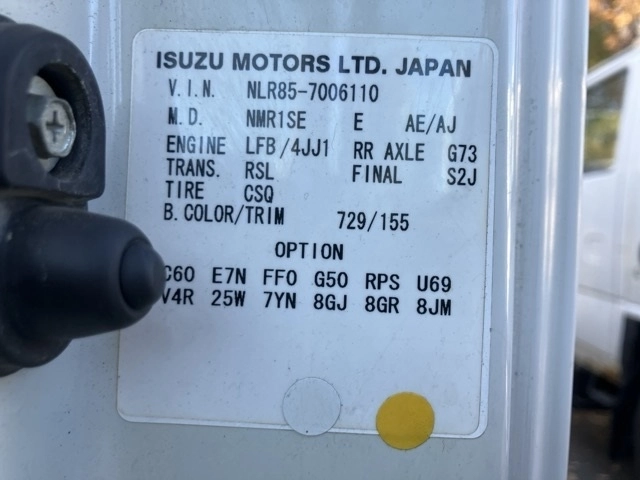 ISUZU MOTORS LTD. JAPAN
V.I.N. NLR85-7006110
M.D. NMR1SE E AE/AJ
ENGINE LFB/4JJ1 RR AXLE G73
TRANS. RSL FINAL S2J
TIRE CSQ
B.COLOR/TRIM 729/155
OPTION
C60 E7N FF0 G50 RPS U69
V4R 25W 7YN 8GJ 8GR 8JM